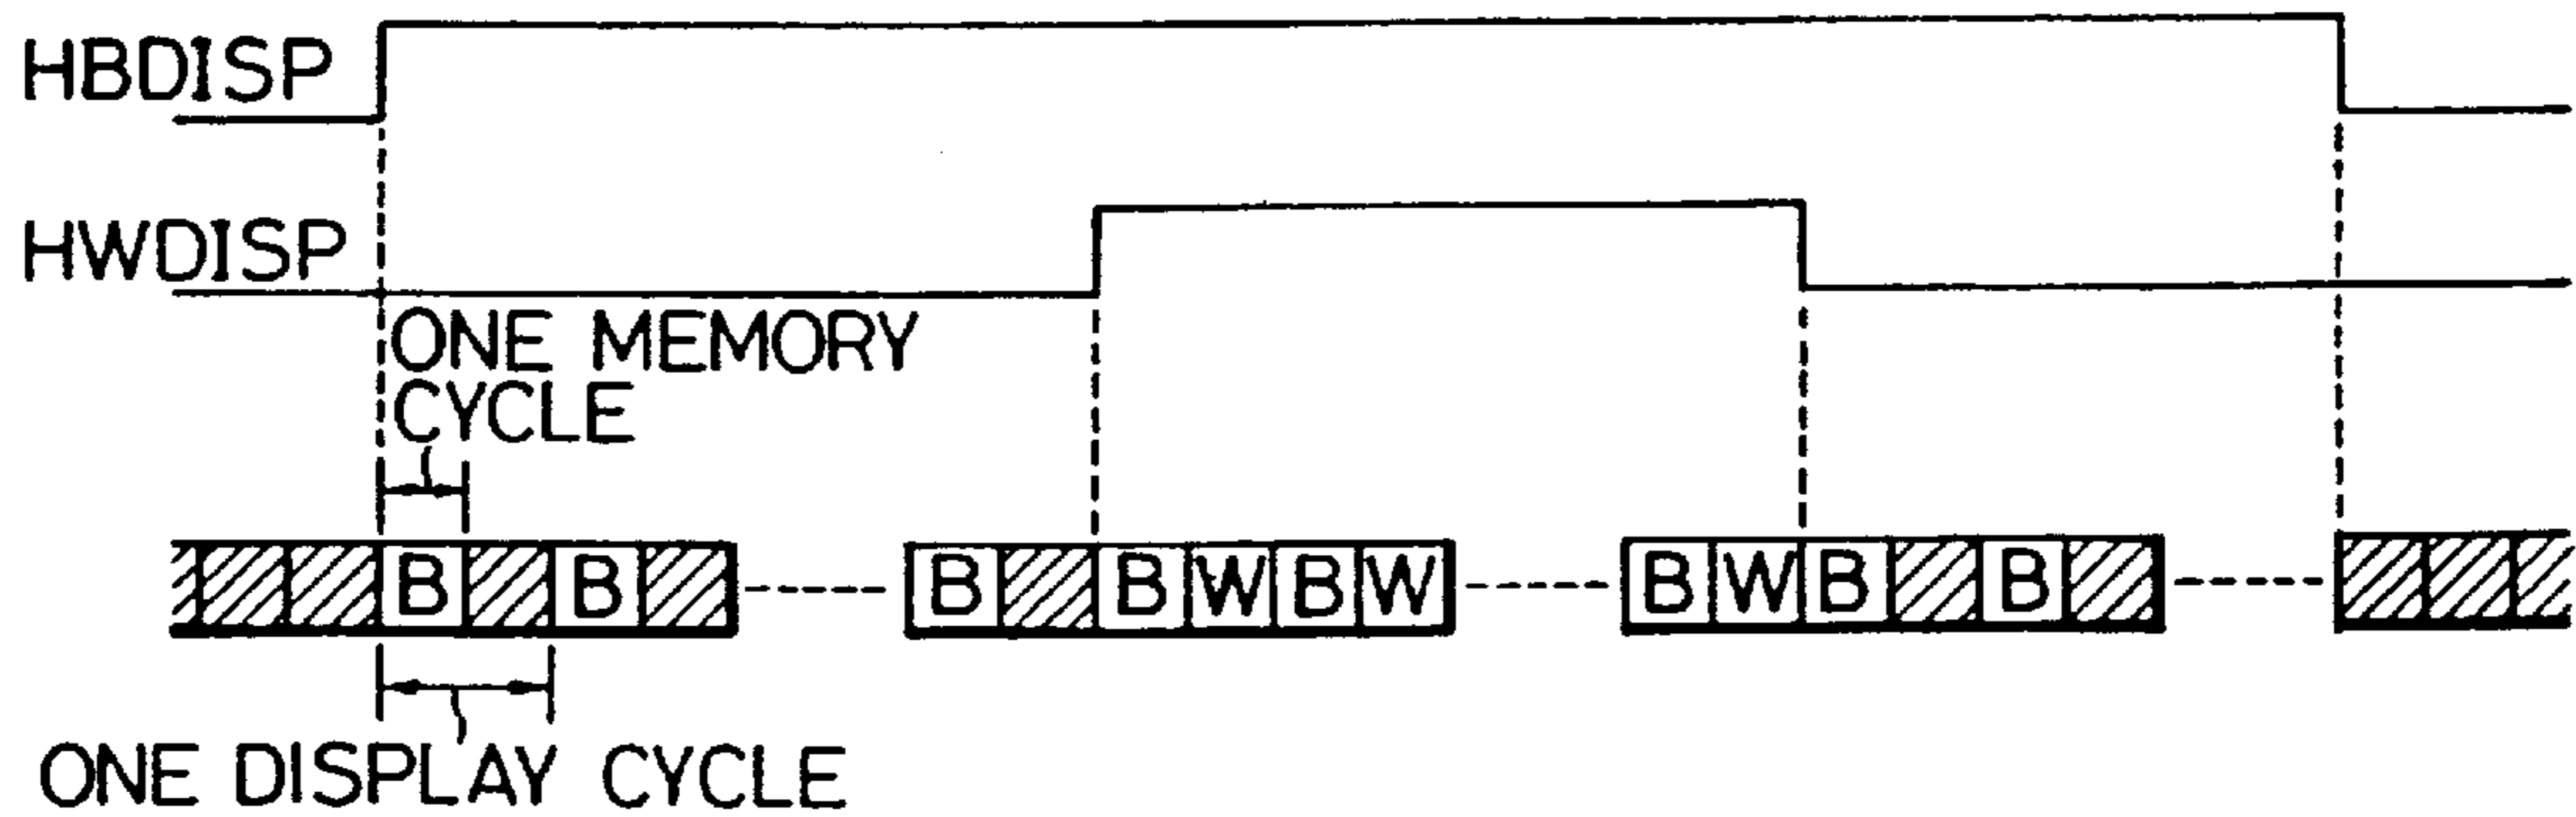 HBDISP
HWDISP
ONE MEMORY
CYCLE
B B B B W B W B W B B
ONE DISPLAY CYCLE